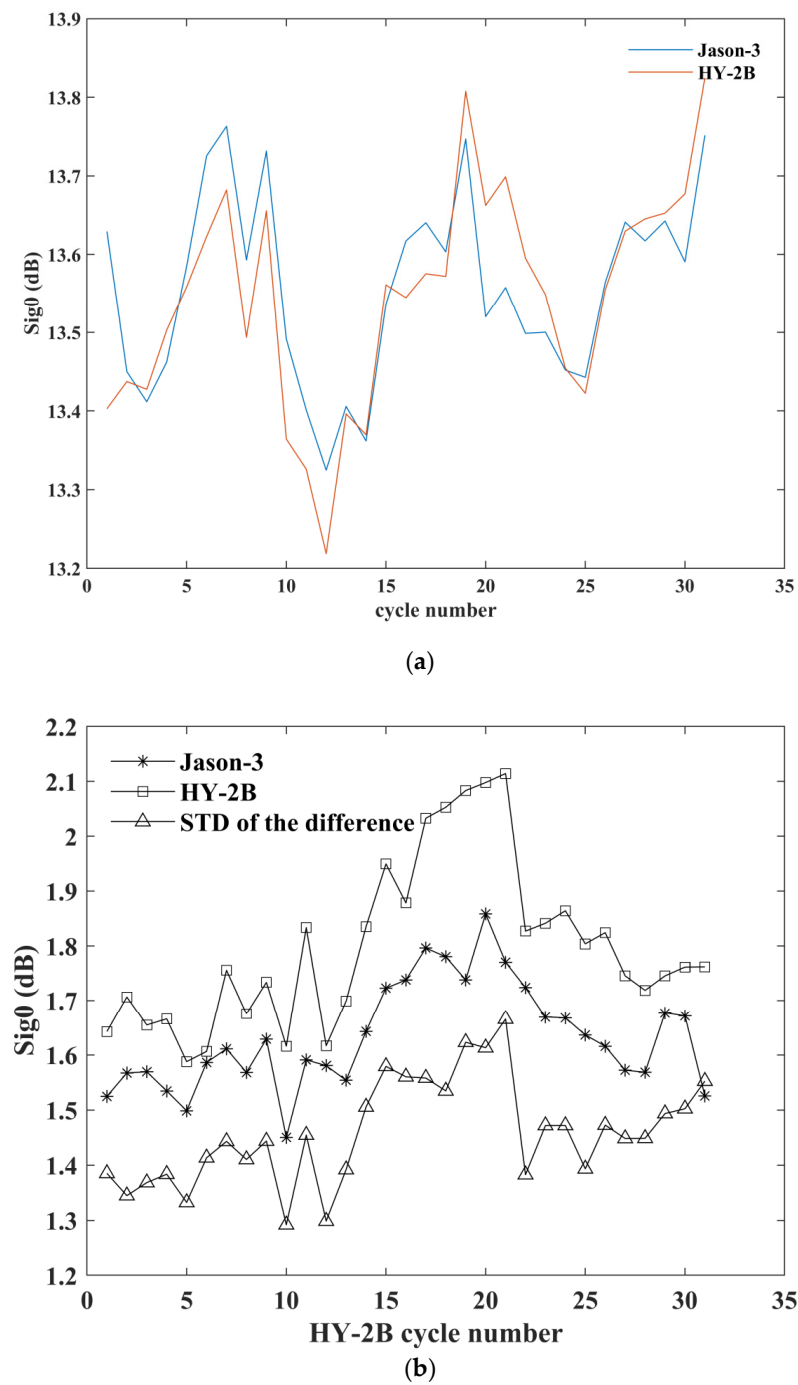 13.9
Jason-3
HY-2B
13.8
13.7
13.6
13.5
13.4
13.3
13.2
Sig0 (dB)
0 5 10 15 20 25 30 35
cycle number
(a)
2.2
Jason-3
HY-2B
STD of the difference
2.1
2
1.9
1.8
1.7
1.6
1.5
1.4
1.3
1.2
Sig0 (dB)
0 5 10 15 20 25 30 35
HY-2B cycle number
(b)